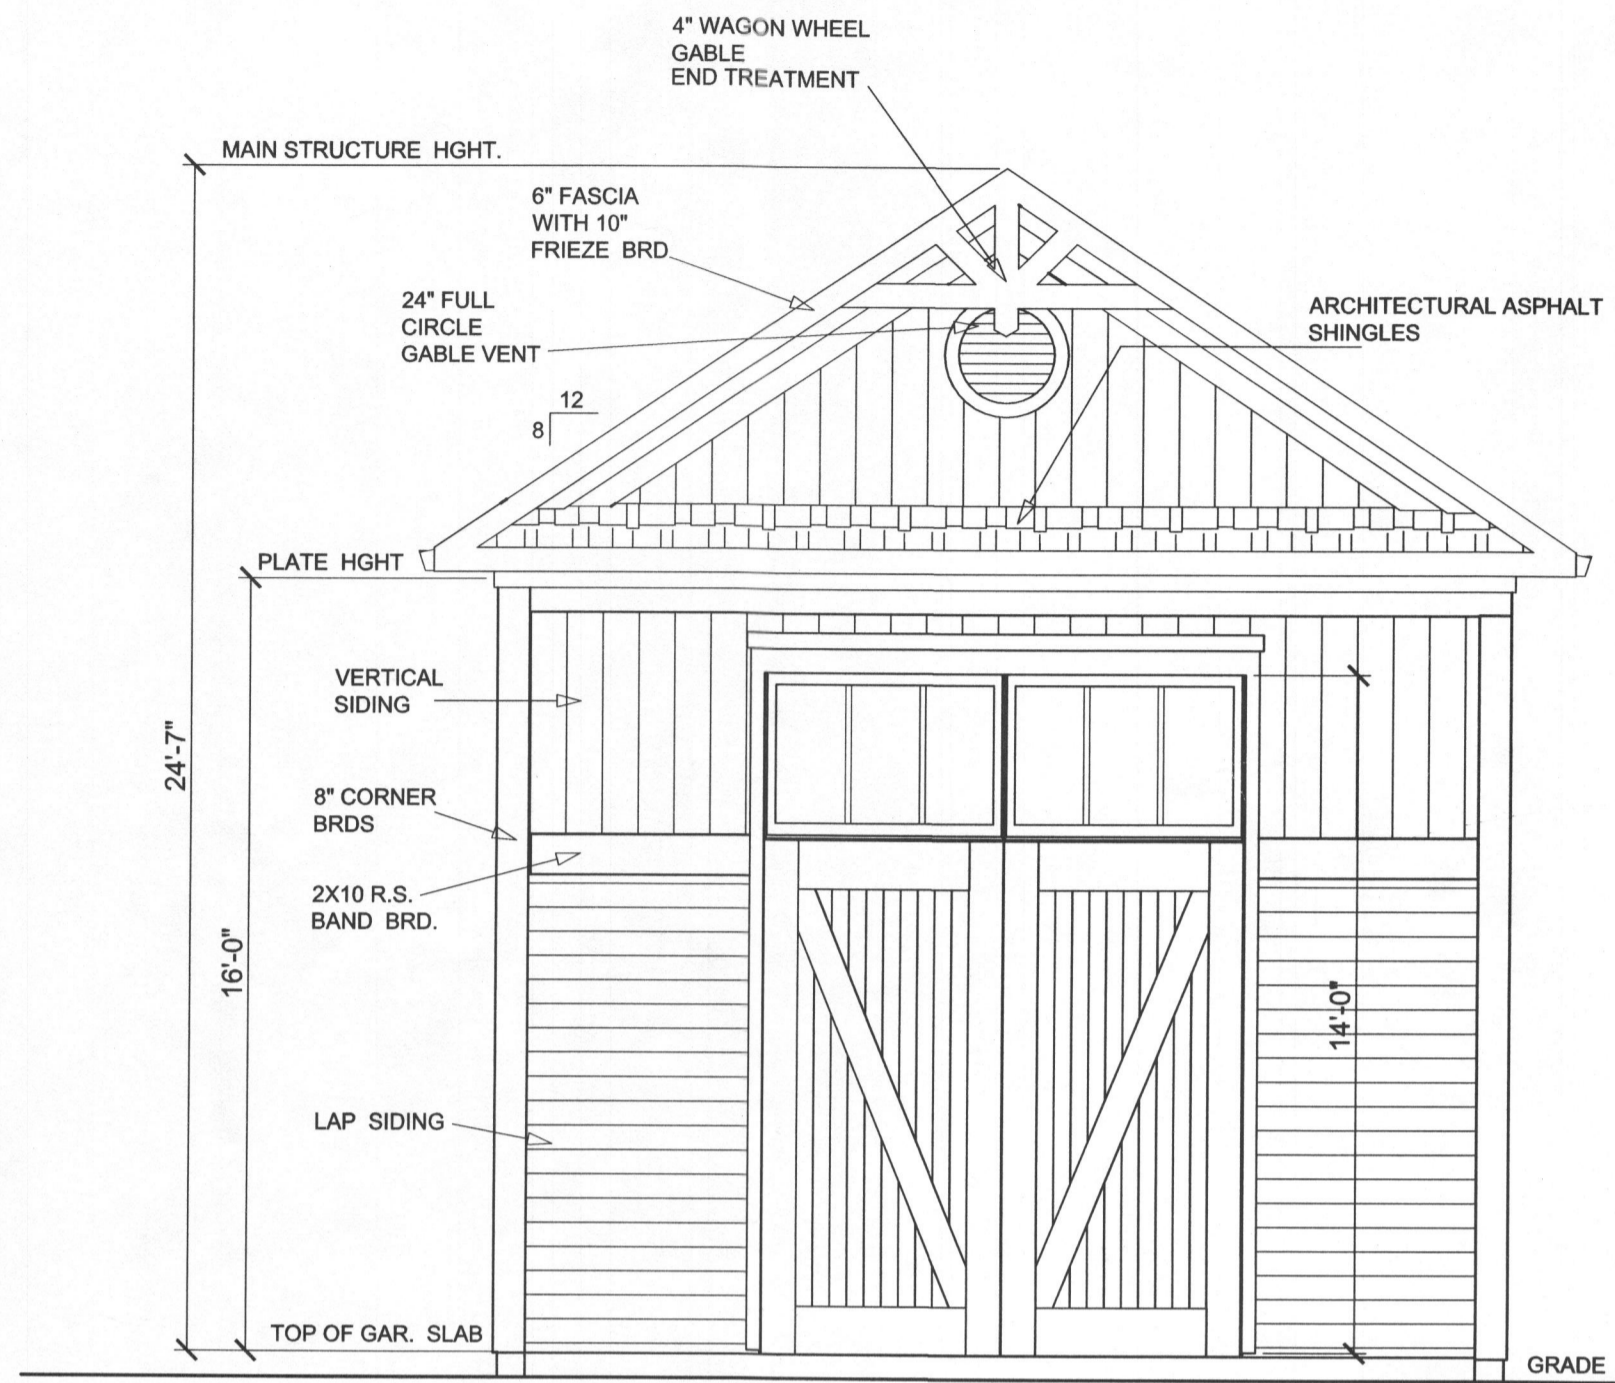 4" WAGON WHEEL
GABLE
END TREATMENT
MAIN STRUCTURE HGHT.
6" FASCIA
WITH 10"
FRIEZE BRD
24" FULL
CIRCLE
GABLE VENT
ARCHITECTURAL ASPHALT
SHINGLES
12
8
PLATE HGHT
VERTICAL
SIDING
24'-7"
8" CORNER
BRDS
2X10 R.S.
BAND BRD.
16'-0"
14'-0"
LAP SIDING
TOP OF GAR. SLAB
GRADE